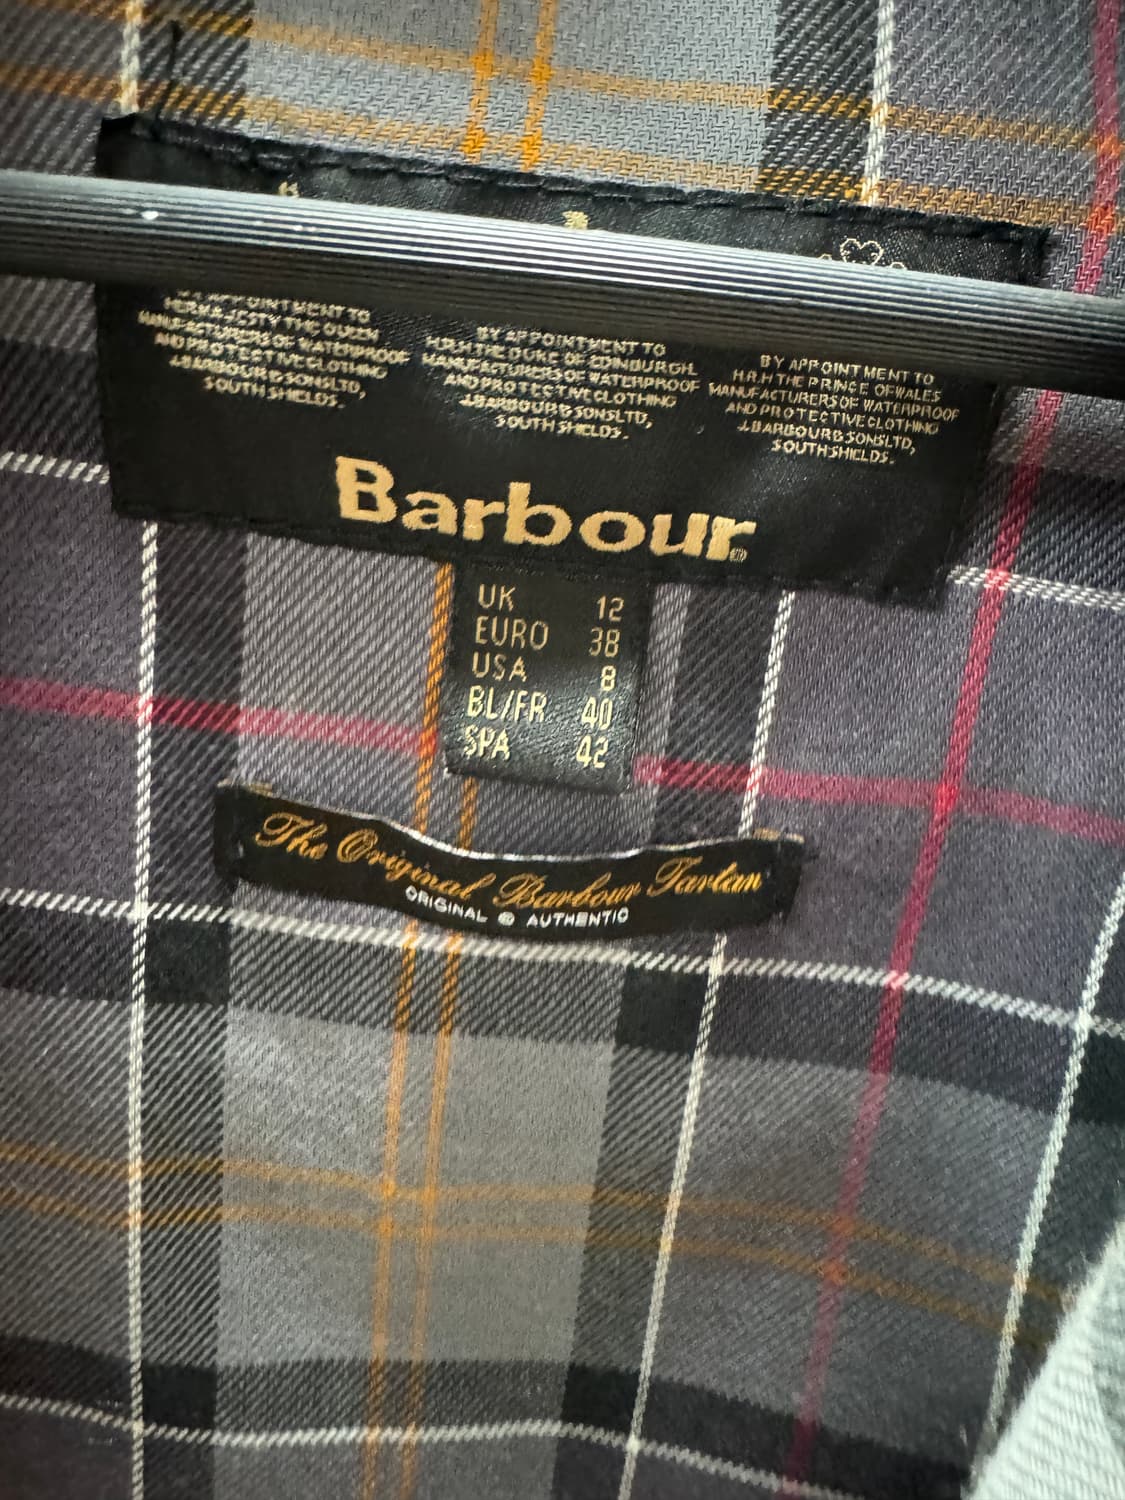 BY APPOINTMENT TO
HER MAJESTY THE QUEEN
MANUFACTURERS OF WATERPROOF
AND PROTECTIVE CLOTHING
J.BARBOUR & SONS LTD,
SOUTH SHIELDS.
BY APPOINTMENT TO
H.R.H. THE DUKE OF EDINBURGH
MANUFACTURERS OF WATERPROOF
AND PROTECTIVE CLOTHING
J.BARBOUR & SONS LTD,
SOUTH SHIELDS.
BY APPOINTMENT TO
H.R.H THE PRINCE OF WALES
MANUFACTURERS OF WATERPROOF
AND PROTECTIVE CLOTHING
J.BARBOUR & SONS LTD,
SOUTH SHIELDS.
Barbour®
UK 12
EURO 38
USA 8
BL/FR 40
SPA 42
The Original Barbour Tartan
ORIGINAL @ AUTHENTIC